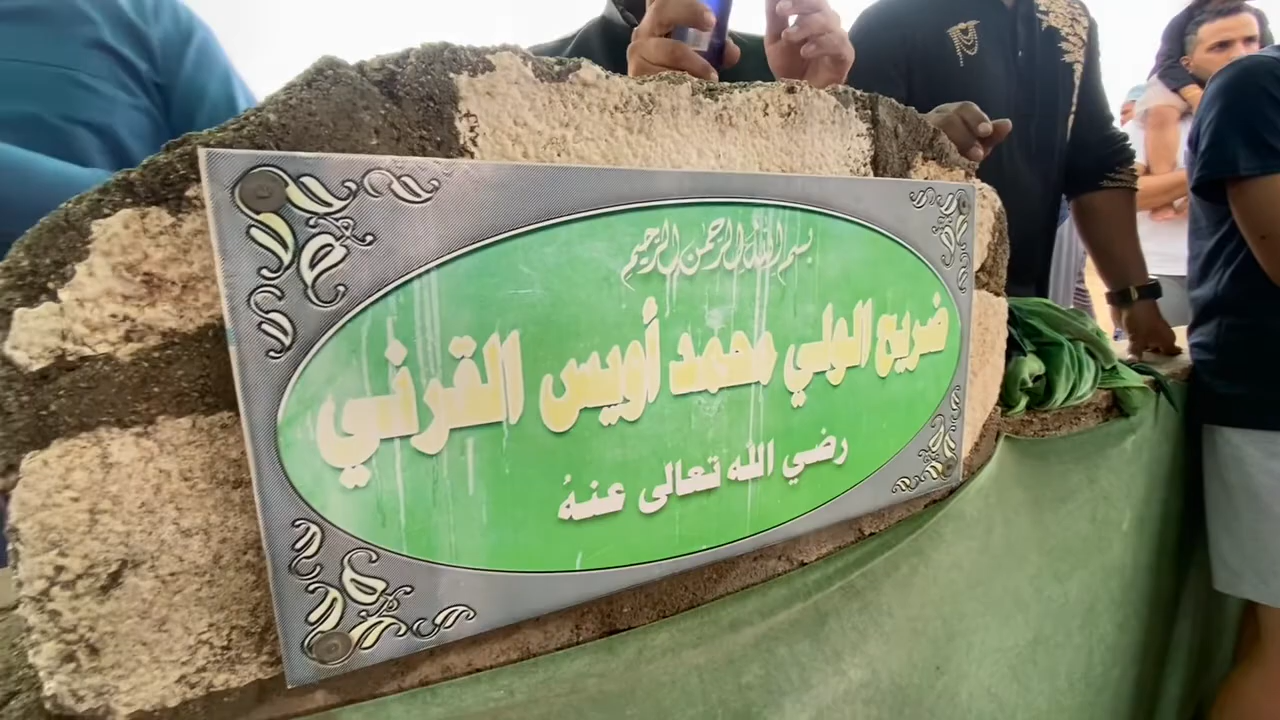 بسم الله الرحمن الرحيم
ضريح الولي محمد أويس القرني
رضي الله تعالى عنهُ